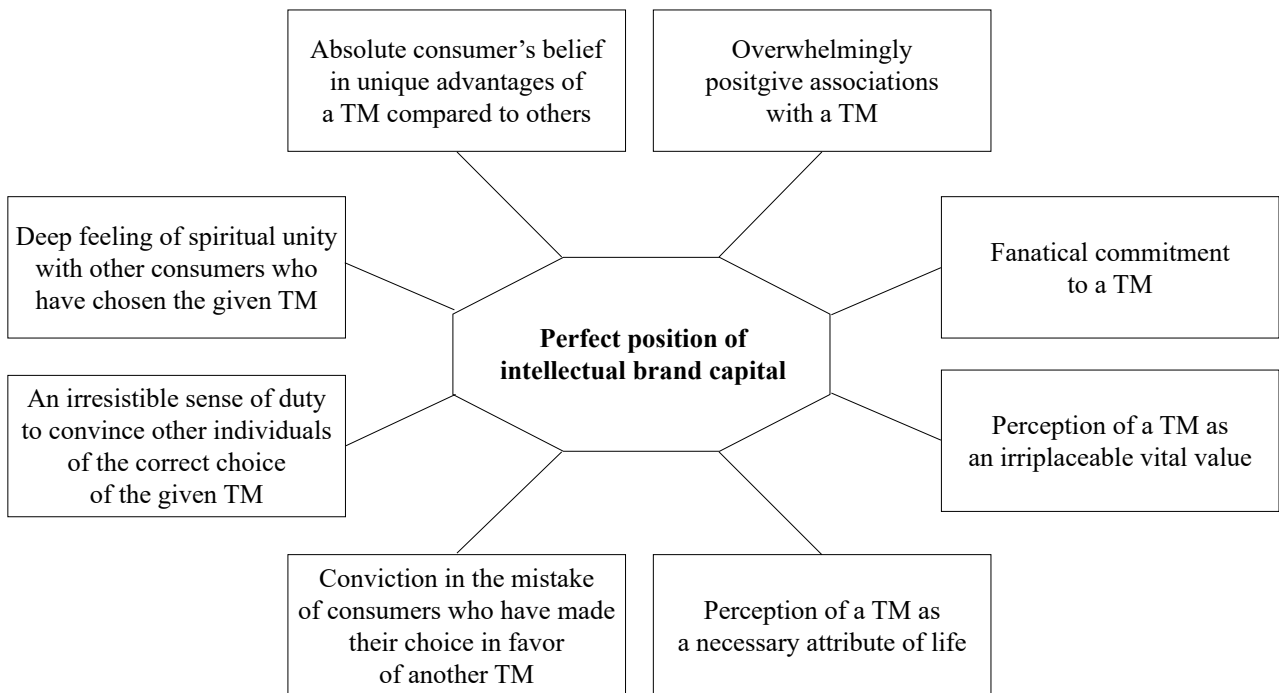 Absolute consumer’s belief
in unique advantages of
a TM compared to others
Overwhelmingly
positgive associations
with a TM
Deep feeling of spiritual unity
with other consumers who
have chosen the given TM
Fanatical commitment
to a TM
Perfect position of
intellectual brand capital
An irresistible sense of duty
to convince other individuals
of the correct choice
of the given TM
Perception of a TM as
an irriplaceable vital value
Conviction in the mistake
of consumers who have made
their choice in favor
of another TM
Perception of a TM as
a necessary attribute of life